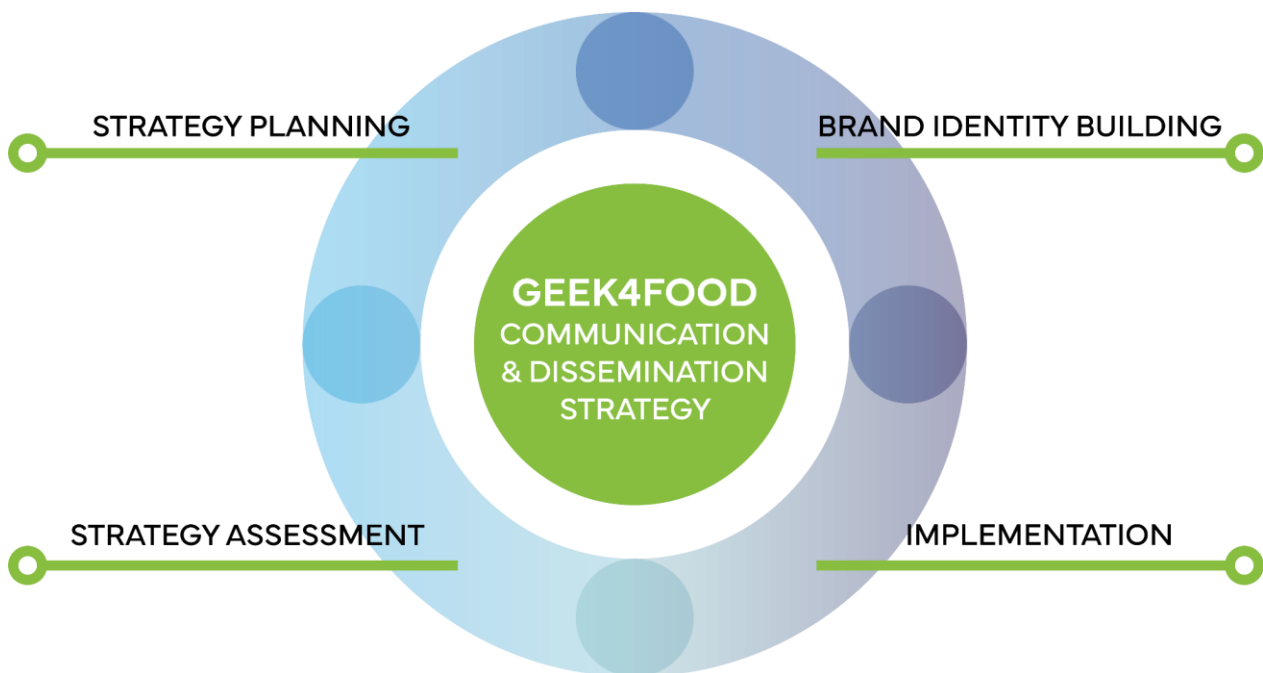 STRATEGY PLANNING
BRAND IDENTITY BUILDING
GEEK4FOOD
COMMUNICATION
& DISSEMINATION
STRATEGY
STRATEGY ASSESSMENT
IMPLEMENTATION